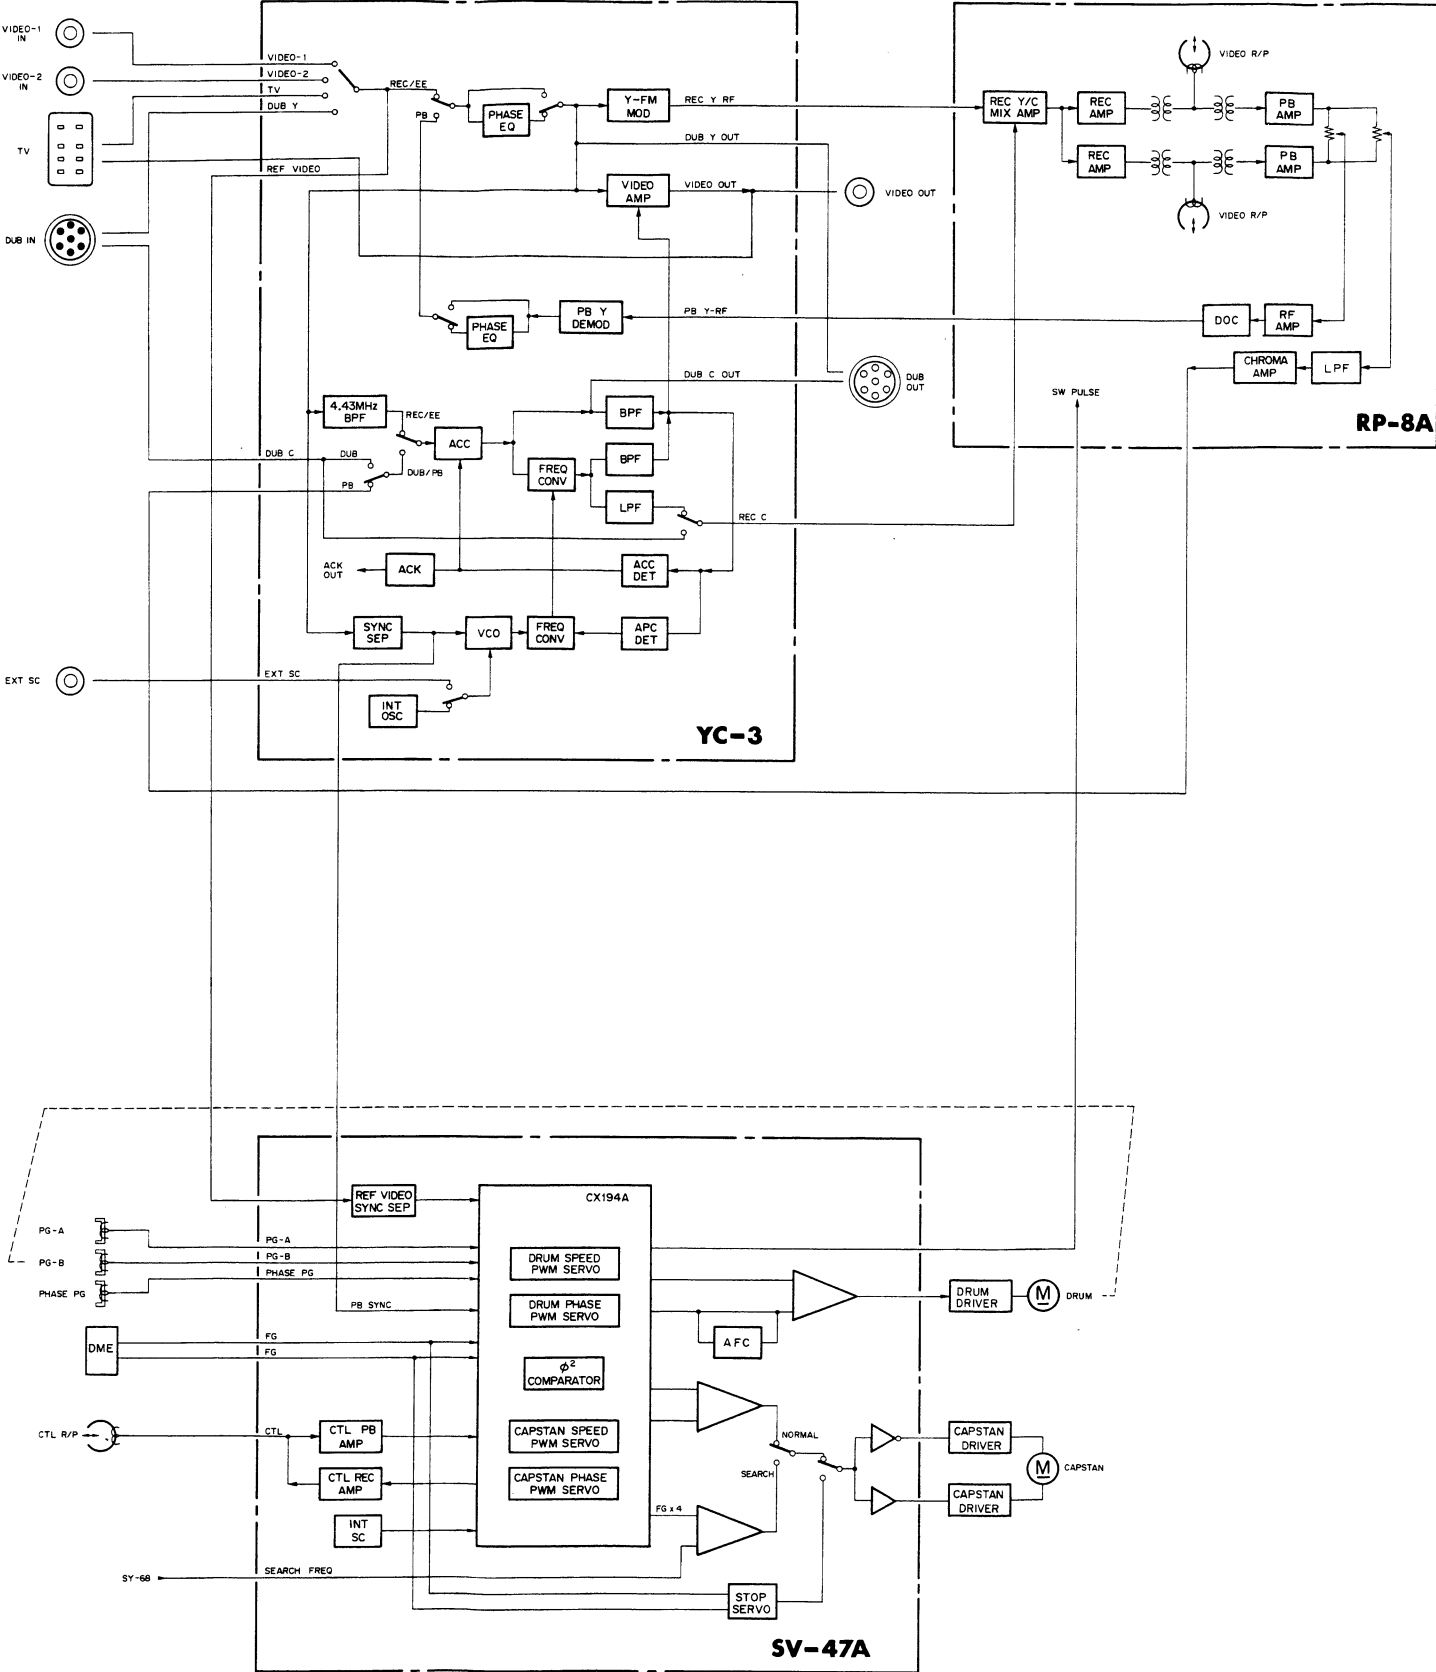 VIDEO-1
IN
VIDEO-2
IN
TV
DUB IN
VIDEO-1
VIDEO-2
TV
DUB Y
REF VIDEO
REC/EE
PB
PHASE
EQ
Y-FM
MOD
REC Y RF
DUB Y OUT
VIDEO
AMP
VIDEO OUT
VIDEO OUT
PHASE
EQ
PB Y
DEMOD
PB Y-RF
DUB C OUT
DUB
OUT
4.43MHz
BPF
REC/EE
ACC
BPF
DUB C
DUB
PB
DUB/PB
FREQ
CONV
BPF
LPF
REC C
ACK
OUT
ACK
ACC
DET
SYNC
SEP
VCO
FREQ
CONV
APC
DET
EXT SC
EXT SC
INT
OSC
YC-3
REC Y/C
MIX AMP
REC
AMP
REC
AMP
VIDEO R/P
VIDEO R/P
PB
AMP
PB
AMP
DOC
RF
AMP
CHROMA
AMP
LPF
SW PULSE
RP-8A
REF VIDEO
SYNC SEP
CX194A
PG-A
PG-B
PHASE PG
PG-A
PG-B
PHASE PG
PB SYNC
DME
FG
FG
DRUM SPEED
PWM SERVO
DRUM PHASE
PWM SERVO
ϕ2
COMPARATOR
CAPSTAN SPEED
PWM SERVO
CAPSTAN PHASE
PWM SERVO
AFC
DRUM
DRIVER
M
DRUM
CTL R/P
CTL
CTL PB
AMP
CTL REC
AMP
INT
SC
NORMAL
SEARCH
FG x 4
CAPSTAN
DRIVER
CAPSTAN
DRIVER
M
CAPSTAN
SY-68
SEARCH FREQ
STOP
SERVO
SV-47A